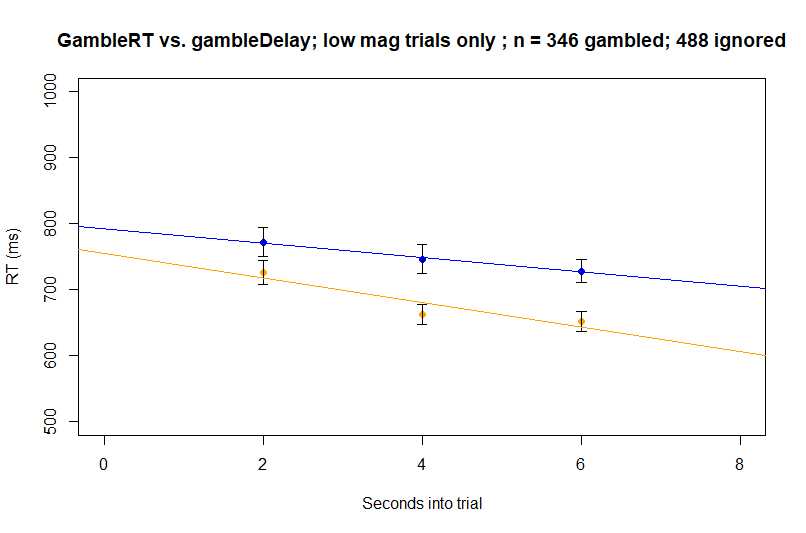 GambleRT vs. gambleDelay; low mag trials only ; n = 346 gambled; 488 ignored
1000
900
800
700
600
500
RT (ms)
0 2 4 6 8
Seconds into trial